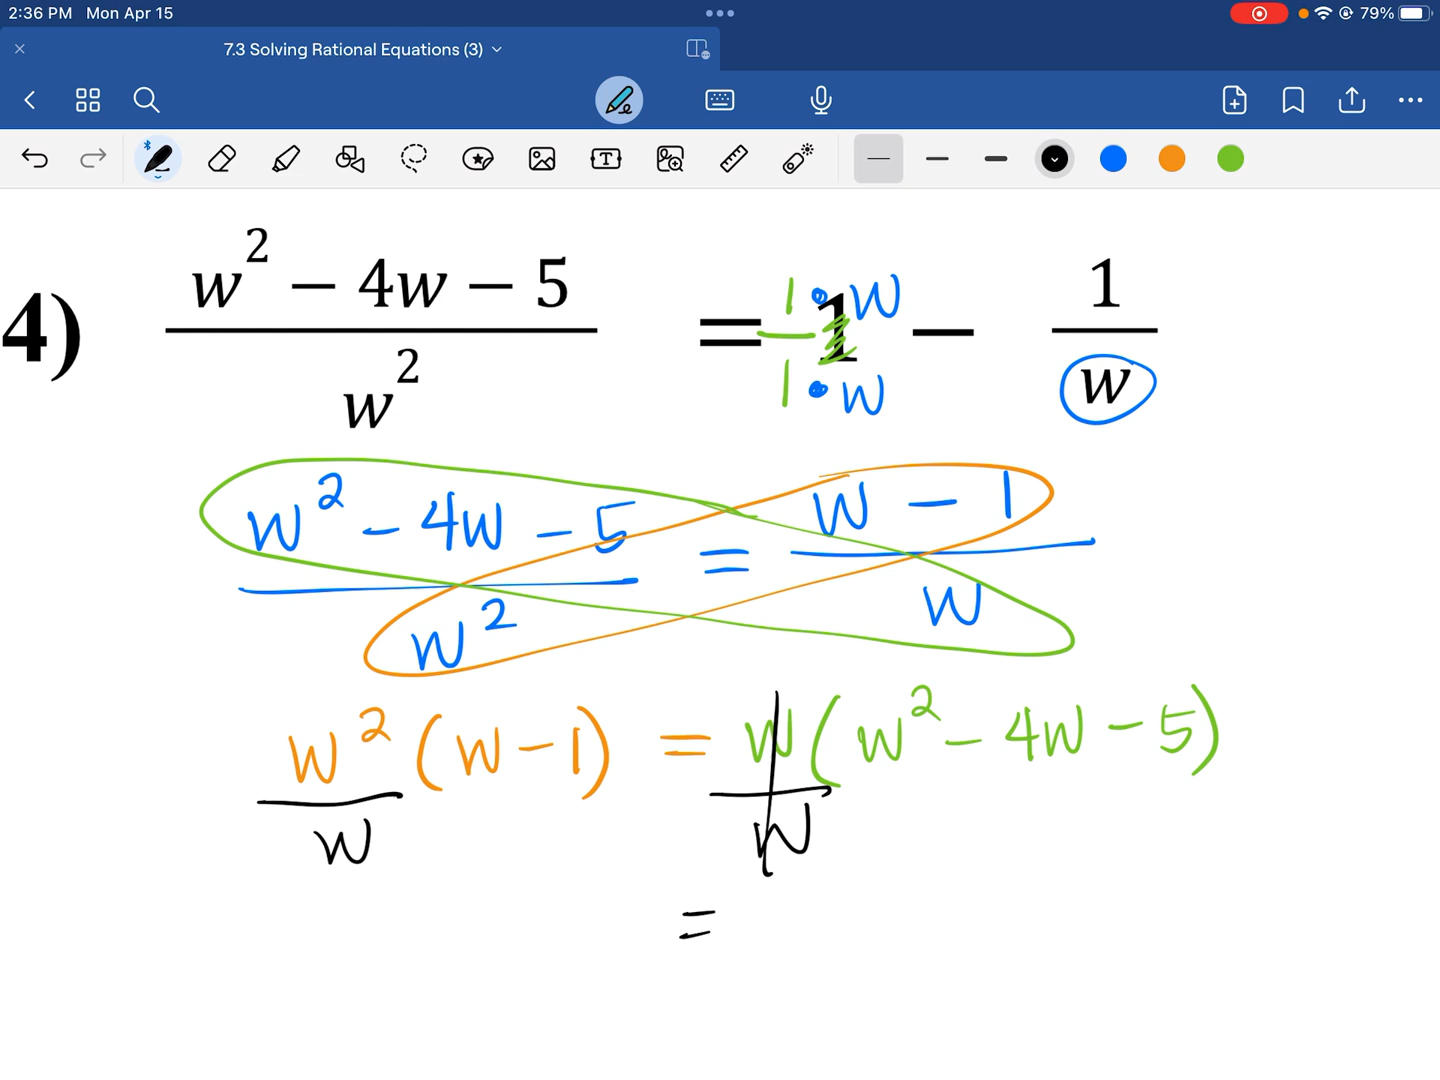 2:36 PM Mon Apr 15
79%
7.3 Solving Rational Equations (3)
4) (w² − 4w − 5)/w² = 1/1 1 • w/• w − 1/w
(w² − 4w − 5)/w² = (w − 1)/w
w²/w (w − 1) = w/w (w² − 4w − 5)
=